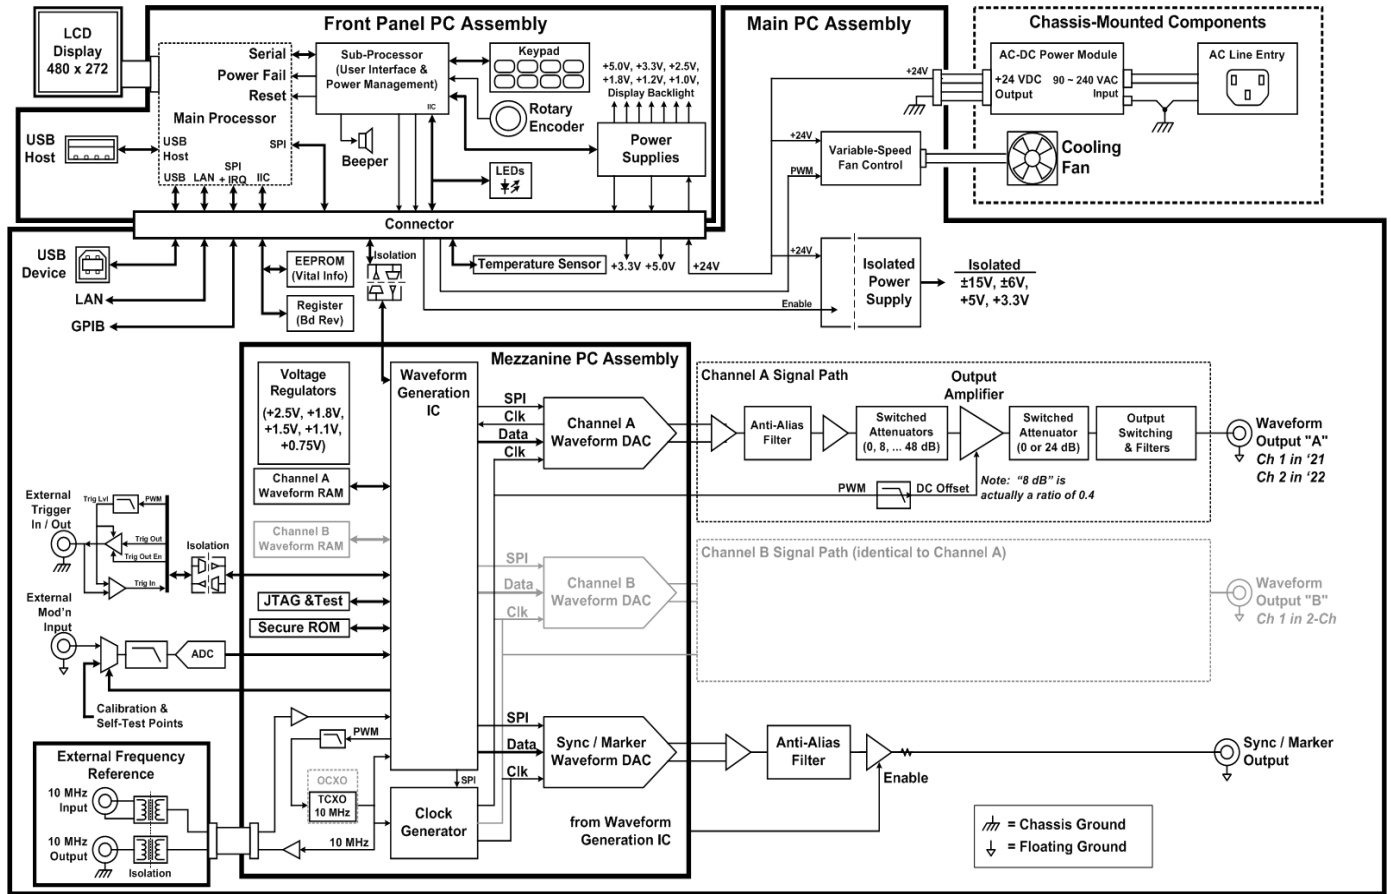 LCD
Display
480 x 272
Front Panel PC Assembly
Main PC Assembly
Chassis-Mounted Components
Serial
Power Fail
Reset
Main Processor
USB
Host
SPI
USB
LAN
SPI
+ IRQ
IIC
Sub-Processor
(User Interface &
Power Management)
IIC
Beeper
Keypad
Rotary
Encoder
LEDs
+5.0V, +3.3V, +2.5V,
+1.8V, +1.2V, +1.0V,
Display Backlight
Power
Supplies
USB
Host
Connector
+24V
AC-DC Power Module
+24 VDC
Output
90 ~ 240 VAC
Input
AC Line Entry
+24V
PWM
Variable-Speed
Fan Control
Cooling
Fan
USB
Device
LAN
GPIB
EEPROM
(Vital Info)
Register
(Bd Rev)
Isolation
Temperature Sensor
+3.3V
+5.0V
+24V
+24V
Enable
Isolated
Power
Supply
Isolated
±15V, ±6V,
+5V, +3.3V
Mezzanine PC Assembly
Voltage
Regulators
(+2.5V, +1.8V,
+1.5V, +1.1V,
+0.75V)
Waveform
Generation
IC
SPI
Clk
Data
Clk
Channel A
Waveform DAC
Channel A Signal Path
Anti-Alias
Filter
Switched
Attenuators
(0, 8, ... 48 dB)
Output
Amplifier
Switched
Attenuator
(0 or 24 dB)
Output
Switching
& Filters
Waveform
Output "A"
Ch 1 in ‘21
Ch 2 in ‘22
PWM
DC Offset
Note: “8 dB” is
actually a ratio of 0.4
Channel A
Waveform RAM
Channel B
Waveform RAM
External
Trigger
In / Out
Trig Lvl
PWM
Trig Out
Trig Out En
Trig In
Isolation
JTAG &Test
Secure ROM
SPI
Data
Clk
Channel B
Waveform DAC
Channel B Signal Path (identical to Channel A)
Waveform
Output "B"
Ch 1 in 2-Ch
External
Mod’n
Input
ADC
Calibration &
Self-Test Points
PWM
SPI
Data
Clk
Sync / Marker
Waveform DAC
Anti-Alias
Filter
Enable
Sync / Marker
Output
External Frequency
Reference
10 MHz
Input
10 MHz
Output
Isolation
OCXO
TCXO
10 MHz
10 MHz
SPI
Clock
Generator
from Waveform
Generation IC
= Chassis Ground
= Floating Ground